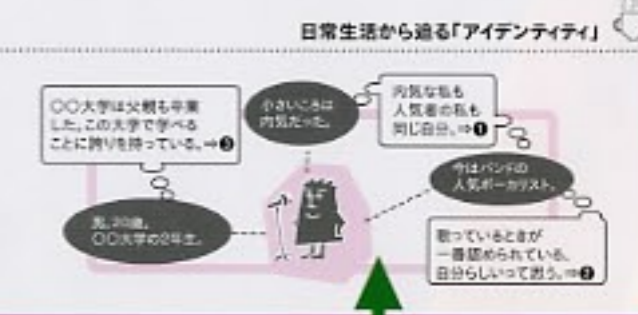 日常生活から迫る「アイデンティティ」
〇〇大学は父親も卒業
した。この大学で学べる
ことに誇りを持っている。⇒❸
小さいころは
内気だった。
内気な私も
人気者の私も
同じ自分。⇒❶
今はバンドの
人気ボーカリスト。
男。20歳。
〇〇大学の2年生。
歌っているときが
一番認められている、
自分らしいって思う。⇒❷